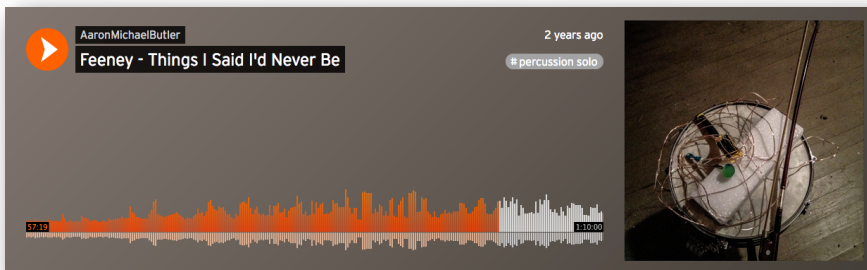 AaronMichaelButler
2 years ago
Feeney - Things I Said I'd Never Be
# percussion solo
57:19
1:10:00